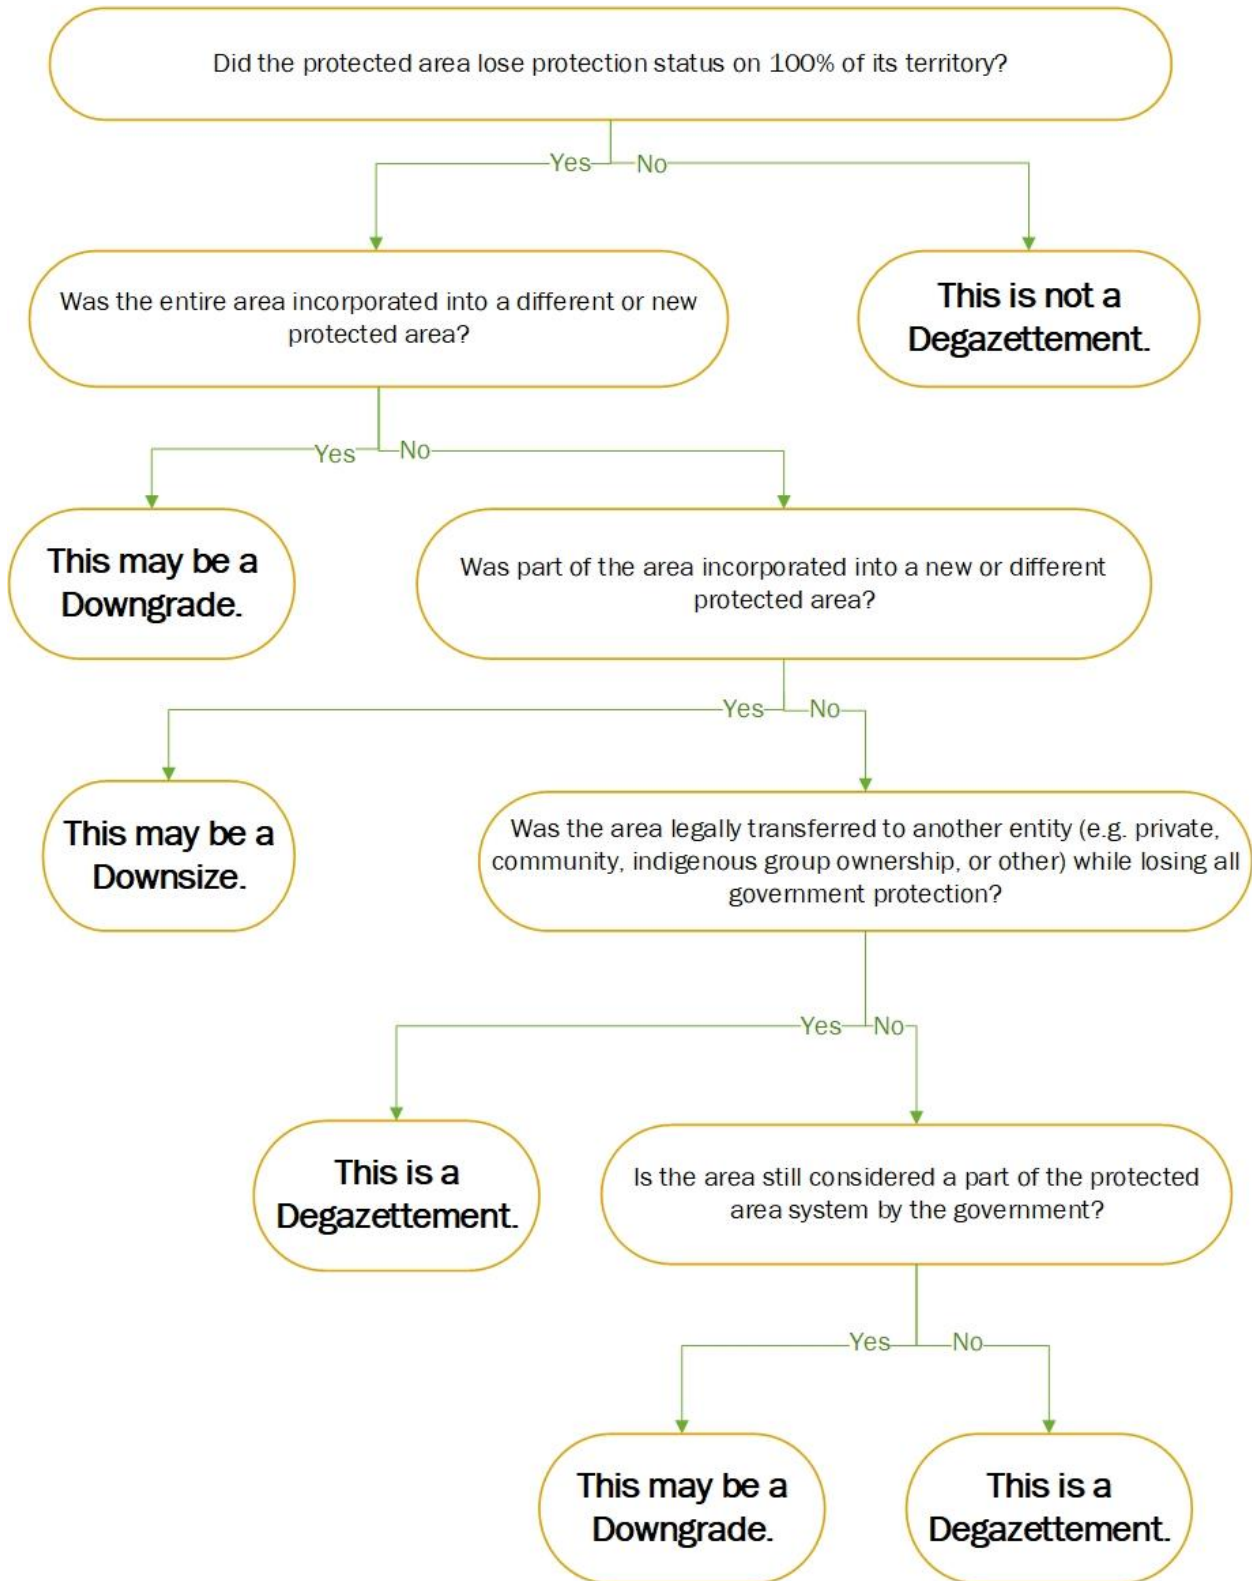 Did the protected area lose protection status on 100% of its territory?
Yes
No
Was the entire area incorporated into a different or new
protected area?
This is not a
Degazettement.
Yes
No
This may be a
Downgrade.
Was part of the area incorporated into a new or different
protected area?
Yes
No
This may be a
Downsize.
Was the area legally transferred to another entity (e.g. private,
community, indigenous group ownership, or other) while losing all
government protection?
Yes
No
This is a
Degazettement.
Is the area still considered a part of the protected
area system by the government?
Yes
No
This may be a
Downgrade.
This is a
Degazettement.